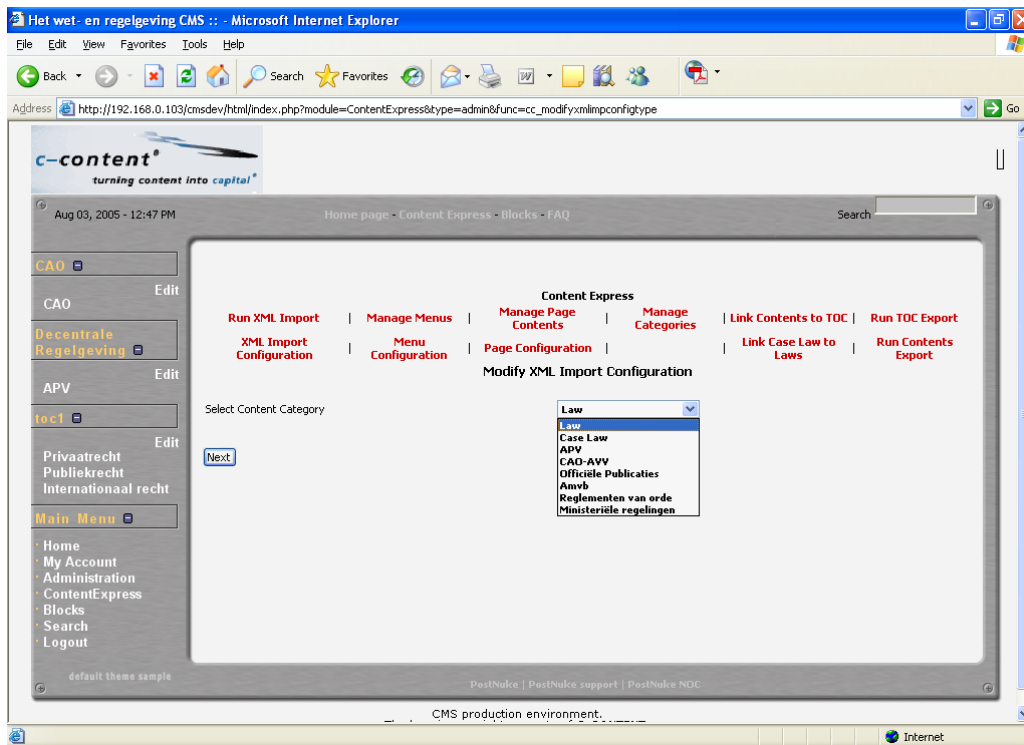 Het wet- en regelgeving CMS :: - Microsoft Internet Explorer
File Edit View Favorites Tools Help
Back Search Favorites
Address http://192.168.0.103/cmsdev/html/index.php?module=ContentExpress&type=admin&func=cc_modifyxmlimpconfigtype Go
c-content®
turning content into capital®
Aug 03, 2005 - 12:47 PM
Home page - Content Express - Blocks - FAQ
Search
CAO
Edit
CAO
Decentrale
Regelgeving
Edit
APV
toc1
Edit
Privaatrecht
Publiekrecht
Internationaal recht
Main Menu
· Home
· My Account
· Administration
· ContentExpress
· Blocks
· Search
· Logout
default theme sample
Content Express
Run XML Import | Manage Menus | Manage Page Contents | Manage Categories | Link Contents to TOC | Run TOC Export
XML Import Configuration | Menu Configuration | Page Configuration | | Link Case Law to Laws | Run Contents Export
Modify XML Import Configuration
Select Content Category
Law
Law
Case Law
APV
CAO-AVV
Officiële Publicaties
Amvb
Reglementen van orde
Ministeriële regelingen
Next
PostNuke | PostNuke support | PostNuke NOC
CMS production environment.
Internet